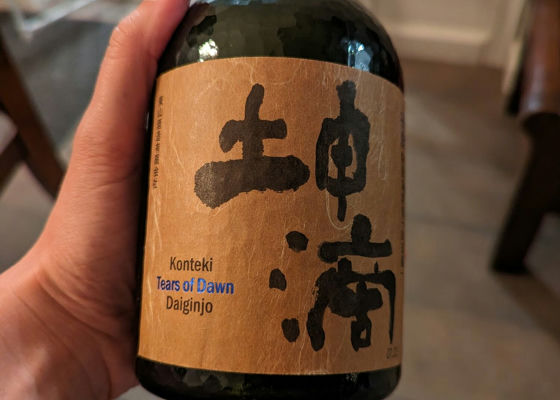 坤滴
Konteki
Tears of Dawn
Daiginjo